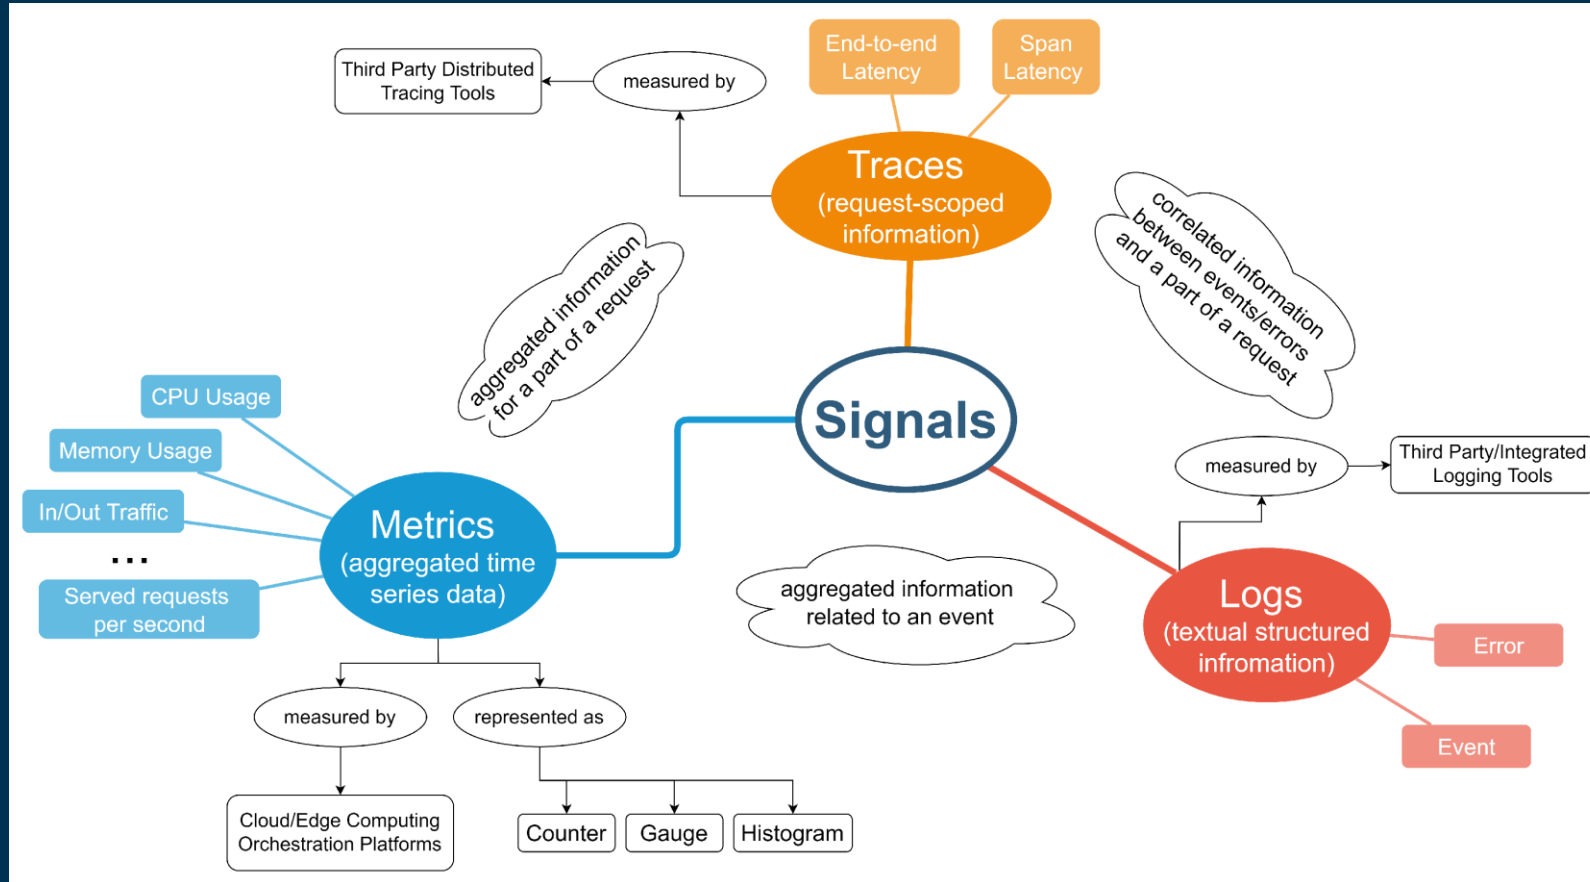 End-to-end
Latency
Span
Latency
Third Party Distributed
Tracing Tools
measured by
Traces
(request-scoped
information)
aggregated information
for a part of a request
correlated information
between events/errors
and a part of a request
Signals
CPU Usage
Memory Usage
In/Out Traffic
...
Served requests
per second
Metrics
(aggregated time
series data)
measured by
Third Party/Integrated
Logging Tools
aggregated information
related to an event
Logs
(textual structured
infromation)
Error
Event
measured by
represented as
Cloud/Edge Computing
Orchestration Platforms
Counter
Gauge
Histogram